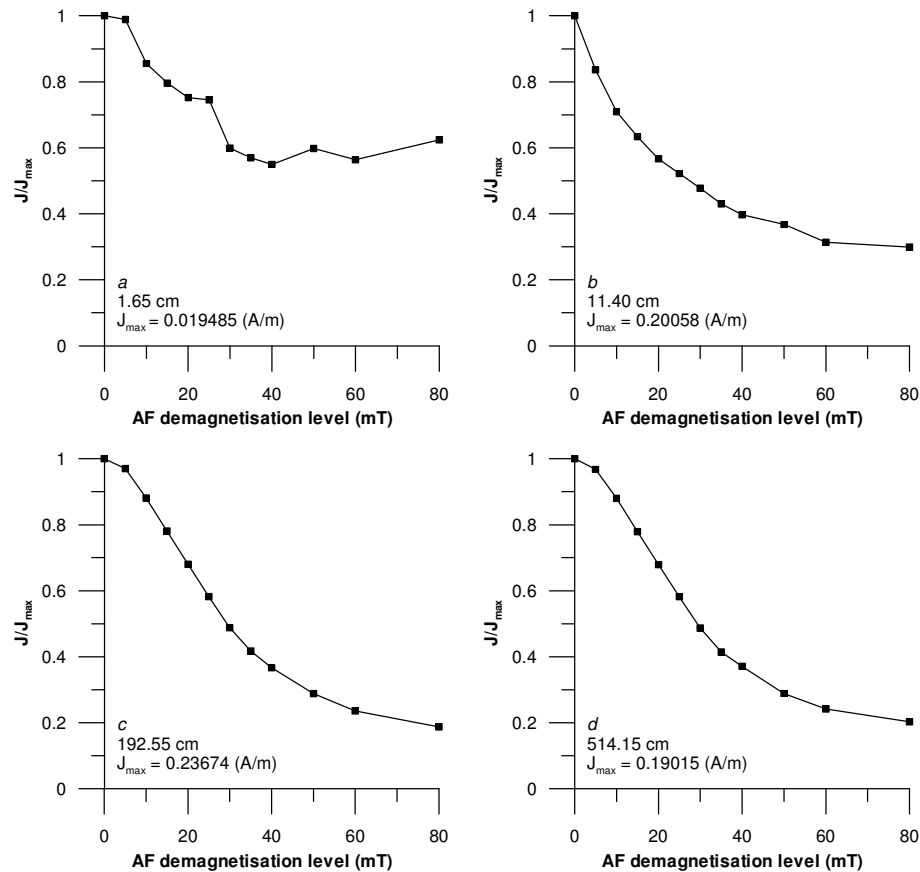 1
0.8
0.6
0.4
0.2
0
J/Jmax
a
1.65 cm
Jmax = 0.019485 (A/m)
0 20 40 60 80
AF demagnetisation level (mT)
1
0.8
0.6
0.4
0.2
0
J/Jmax
b
11.40 cm
Jmax = 0.20058 (A/m)
0 20 40 60 80
AF demagnetisation level (mT)
1
0.8
0.6
0.4
0.2
0
J/Jmax
c
192.55 cm
Jmax = 0.23674 (A/m)
0 20 40 60 80
AF demagnetisation level (mT)
1
0.8
0.6
0.4
0.2
0
J/Jmax
d
514.15 cm
Jmax = 0.19015 (A/m)
0 20 40 60 80
AF demagnetisation level (mT)